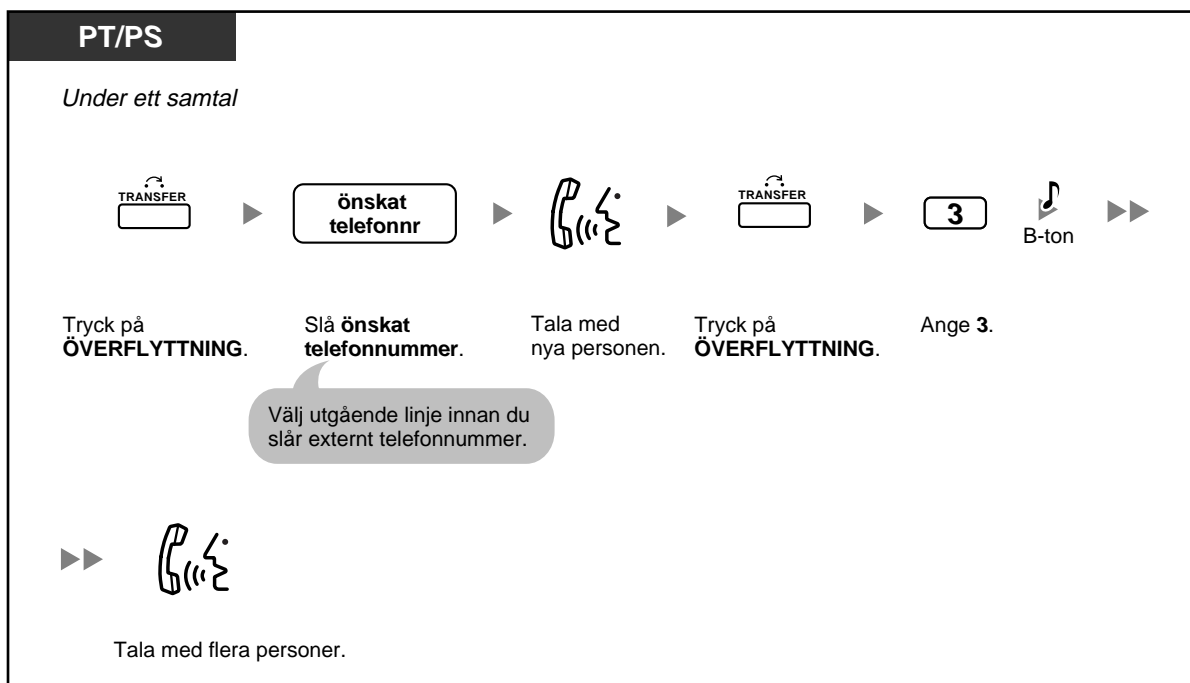 PT/PS
Under ett samtal
TRANSFER
önskat
telefonnr
TRANSFER
3
B-ton
Tryck på
ÖVERFLYTTNING.
Slå önskat
telefonnummer.
Tala med
nya personen.
Tryck på
ÖVERFLYTTNING.
Ange 3.
Välj utgående linje innan du
slår externt telefonnummer.
Tala med flera personer.